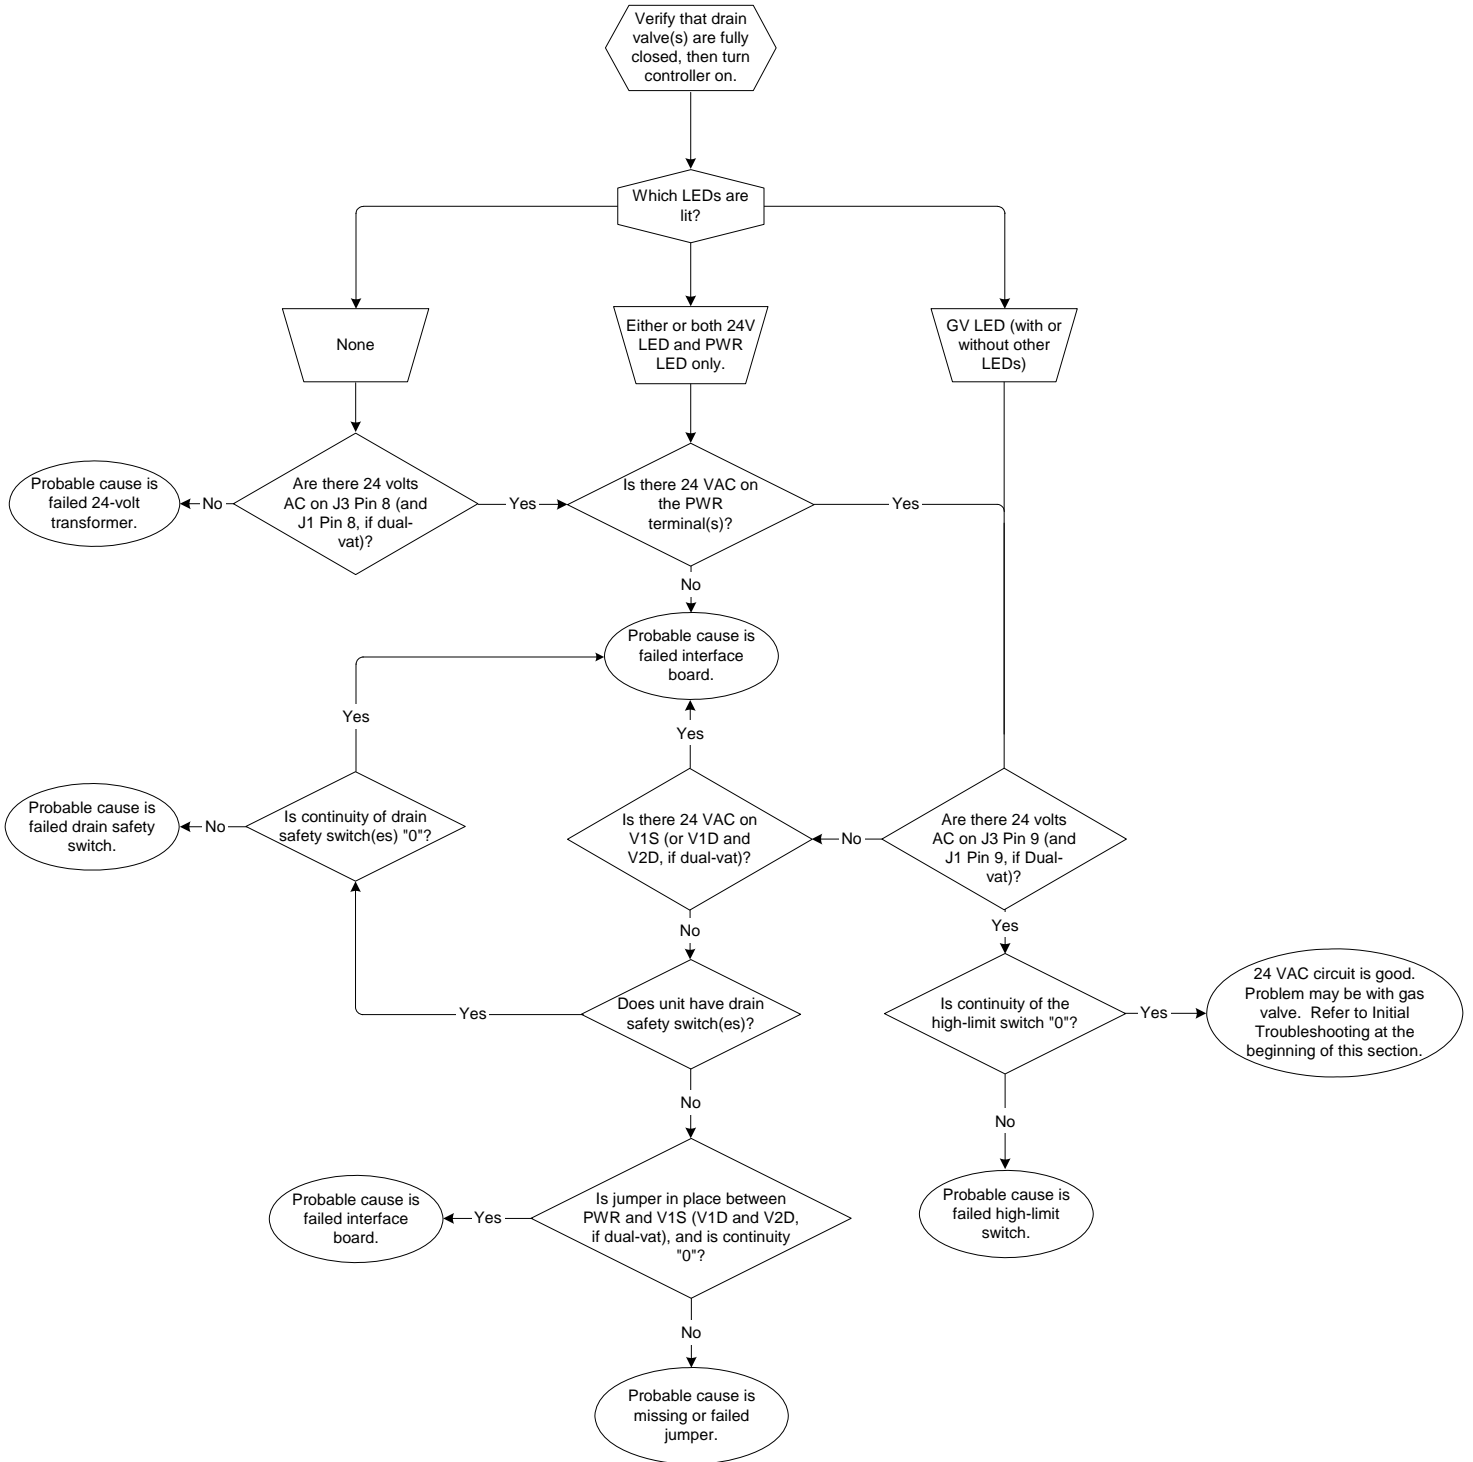 Verify that drain
valve(s) are fully
closed, then turn
controller on.
Which LEDs are
lit?
None
Either or both 24V
LED and PWR
LED only.
GV LED (with or
without other
LEDs)
Probable cause is
failed 24-volt
transformer.
No
Are there 24 volts
AC on J3 Pin 8 (and
J1 Pin 8, if dual-
vat)?
Yes
Is there 24 VAC on
the PWR
terminal(s)?
Yes
No
Probable cause is
failed interface
board.
Yes
Yes
Probable cause is
failed drain safety
switch.
No
Is continuity of drain
safety switch(es) "0"?
Is there 24 VAC on
V1S (or V1D and
V2D, if dual-vat)?
No
Are there 24 volts
AC on J3 Pin 9 (and
J1 Pin 9, if Dual-
vat)?
No
Yes
Yes
Does unit have drain
safety switch(es)?
Is continuity of the
high-limit switch "0"?
Yes
24 VAC circuit is good.
Problem may be with gas
valve. Refer to Initial
Troubleshooting at the
beginning of this section.
No
No
Probable cause is
failed interface
board.
Yes
Is jumper in place between
PWR and V1S (V1D and V2D,
if dual-vat), and is continuity
"0"?
Probable cause is
failed high-limit
switch.
No
Probable cause is
missing or failed
jumper.